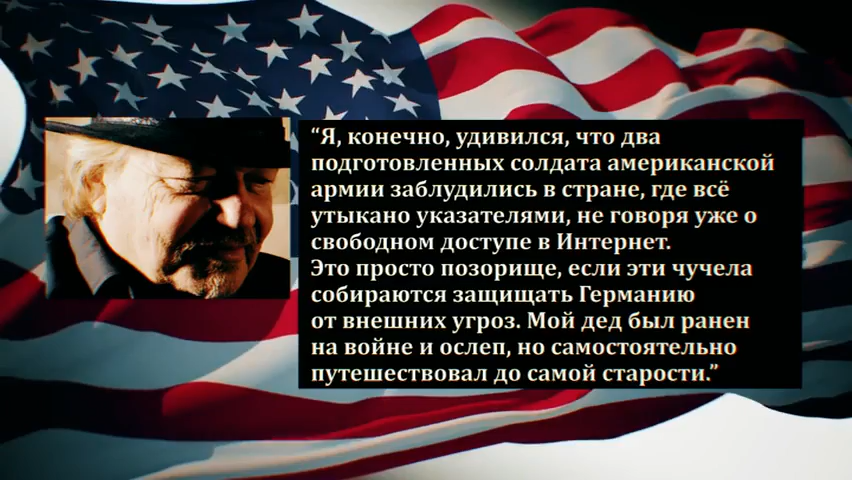 “Я, конечно, удивился, что два
подготовленных солдата американской
армии заблудились в стране, где всё
утыкано указателями, не говоря уже о
свободном доступе в Интернет.
Это просто позорище, если эти чучела
собираются защищать Германию
от внешних угроз. Мой дед был ранен
на войне и ослеп, но самостоятельно
путешествовал до самой старости.”